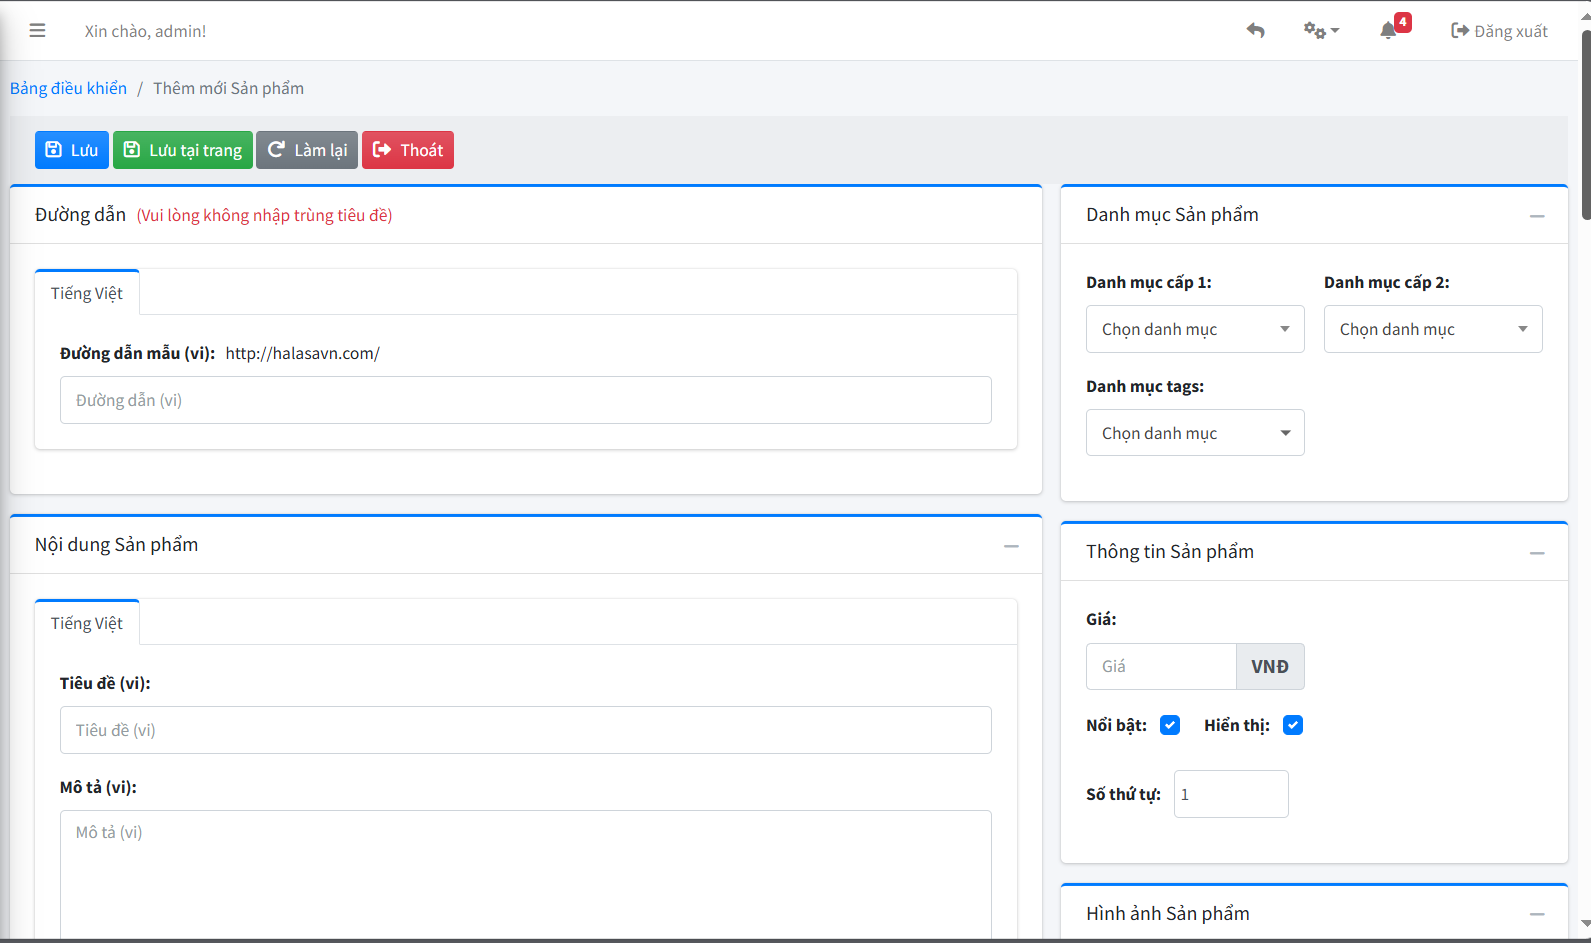 Xin chào, admin!
4
Đăng xuất
Bảng điều khiển / Thêm mới Sản phẩm
Lưu
Lưu tại trang
Làm lại
Thoát
Đường dẫn (Vui lòng không nhập trùng tiêu đề)
Tiếng Việt
Đường dẫn mẫu (vi): http://halasavn.com/
Đường dẫn (vi)
Nội dung Sản phẩm
Tiếng Việt
Tiêu đề (vi):
Tiêu đề (vi)
Mô tả (vi):
Mô tả (vi)
Danh mục Sản phẩm
Danh mục cấp 1:
Danh mục cấp 2:
Chọn danh mục
Chọn danh mục
Danh mục tags:
Chọn danh mục
Thông tin Sản phẩm
Giá:
Giá
VNĐ
Nổi bật:
Hiển thị:
Số thứ tự:
1
Hình ảnh Sản phẩm